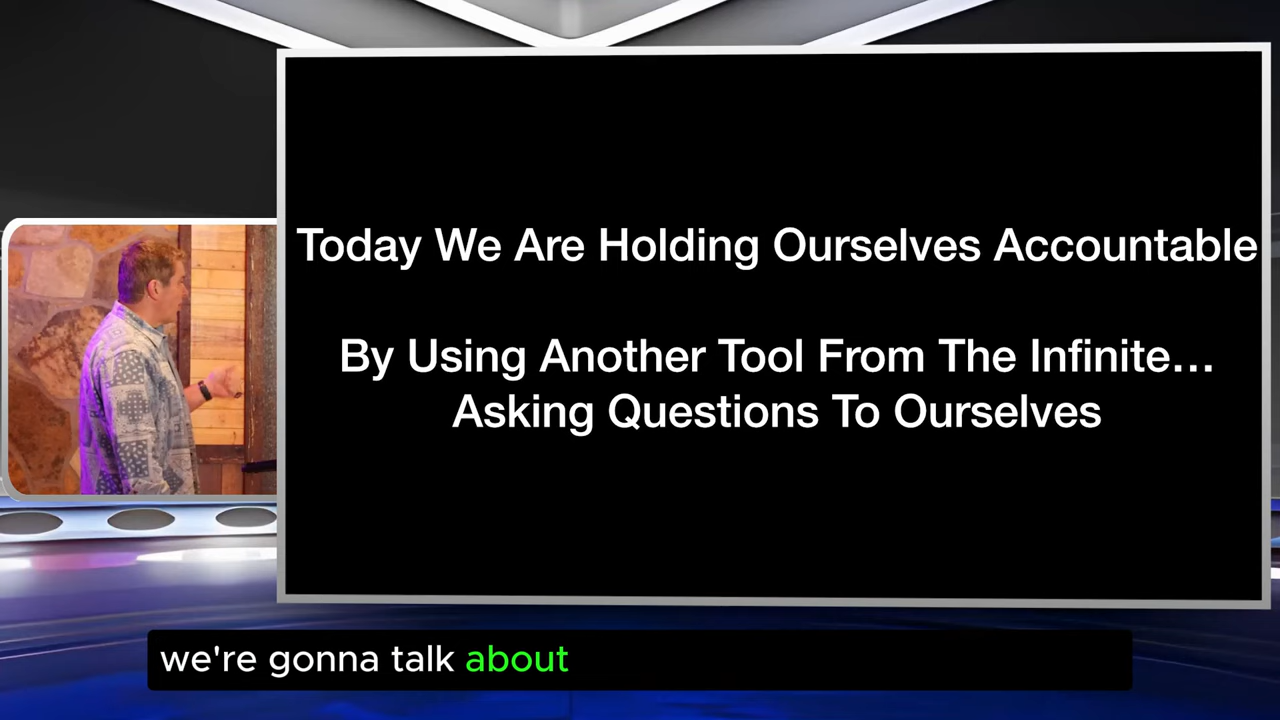 Today We Are Holding Ourselves Accountable
By Using Another Tool From The Infinite...
Asking Questions To Ourselves
we're gonna talk about